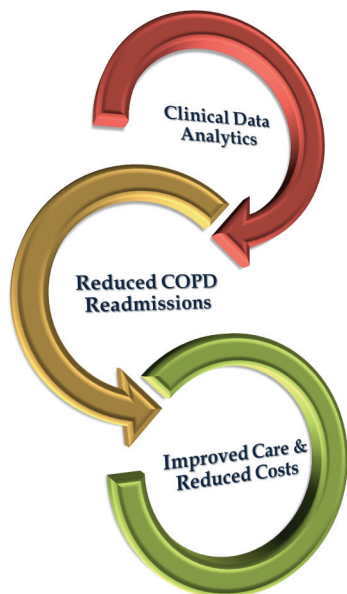 Clinical Data
Analytics
Reduced COPD
Readmissions
Improved Care &
Reduced Costs